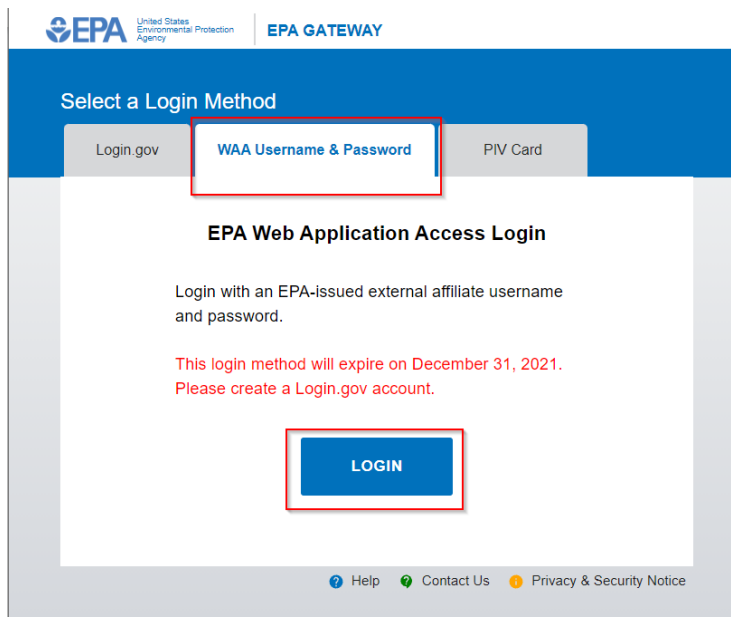 EPA
United States
Environmental Protection
Agency
EPA GATEWAY
Select a Login Method
Login.gov
WAA Username & Password
PIV Card
EPA Web Application Access Login
Login with an EPA-issued external affiliate username
and password.
This login method will expire on December 31, 2021.
Please create a Login.gov account.
LOGIN
? Help ? Contact Us i Privacy & Security Notice